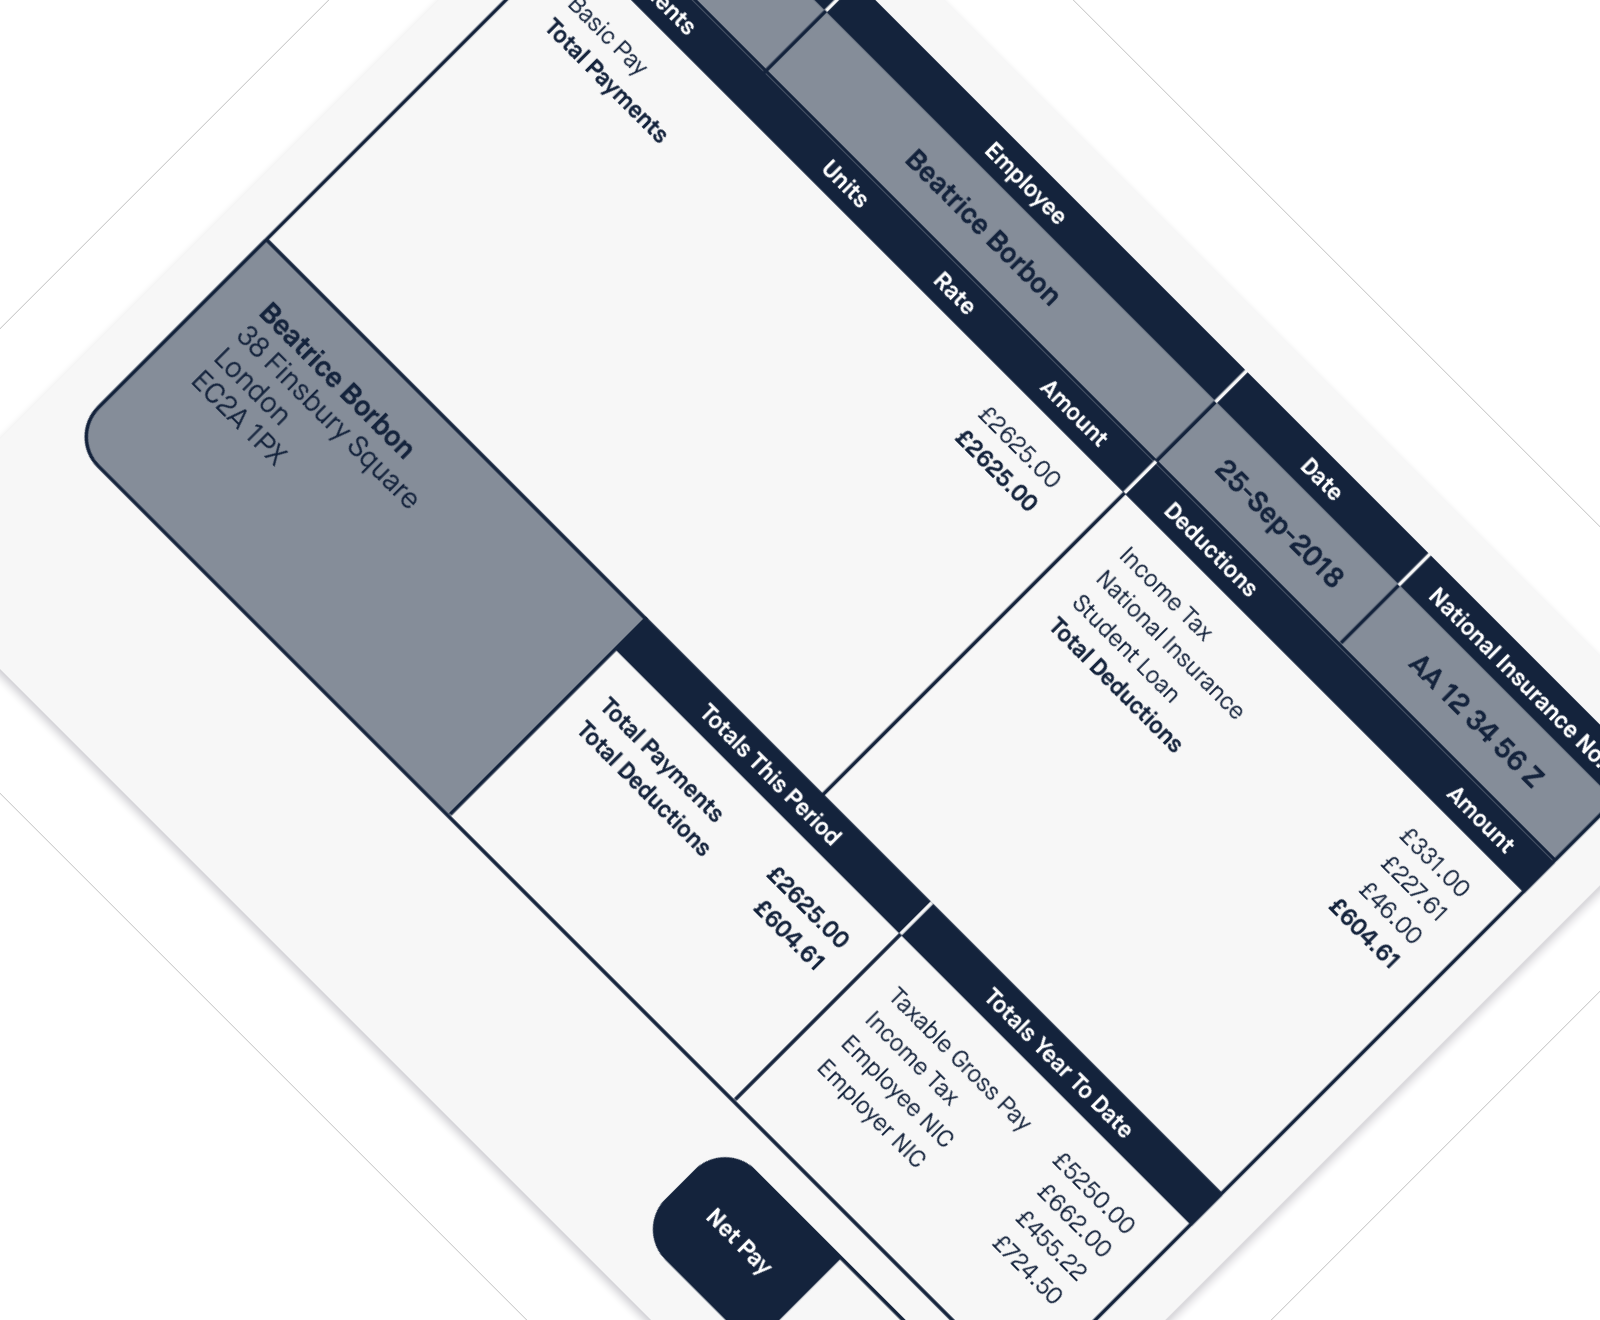 Employee
Date
National Insurance No.
Beatrice Borbon
25-Sep-2018
AA 12 34 56 Z
Units
Rate
Amount
Deductions
Amount
Basic Pay
£2625.00
Total Payments
£2625.00
Income Tax
£331.00
National Insurance
£227.61
Student Loan
£46.00
Total Deductions
£604.61
Beatrice Borbon
38 Finsbury Square
London
EC2A 1PX
Totals This Period
Total Payments
£2625.00
Total Deductions
£604.61
Totals Year To Date
Taxable Gross Pay
£5250.00
Income Tax
£662.00
Employee NIC
£455.22
Employer NIC
£724.50
Net Pay